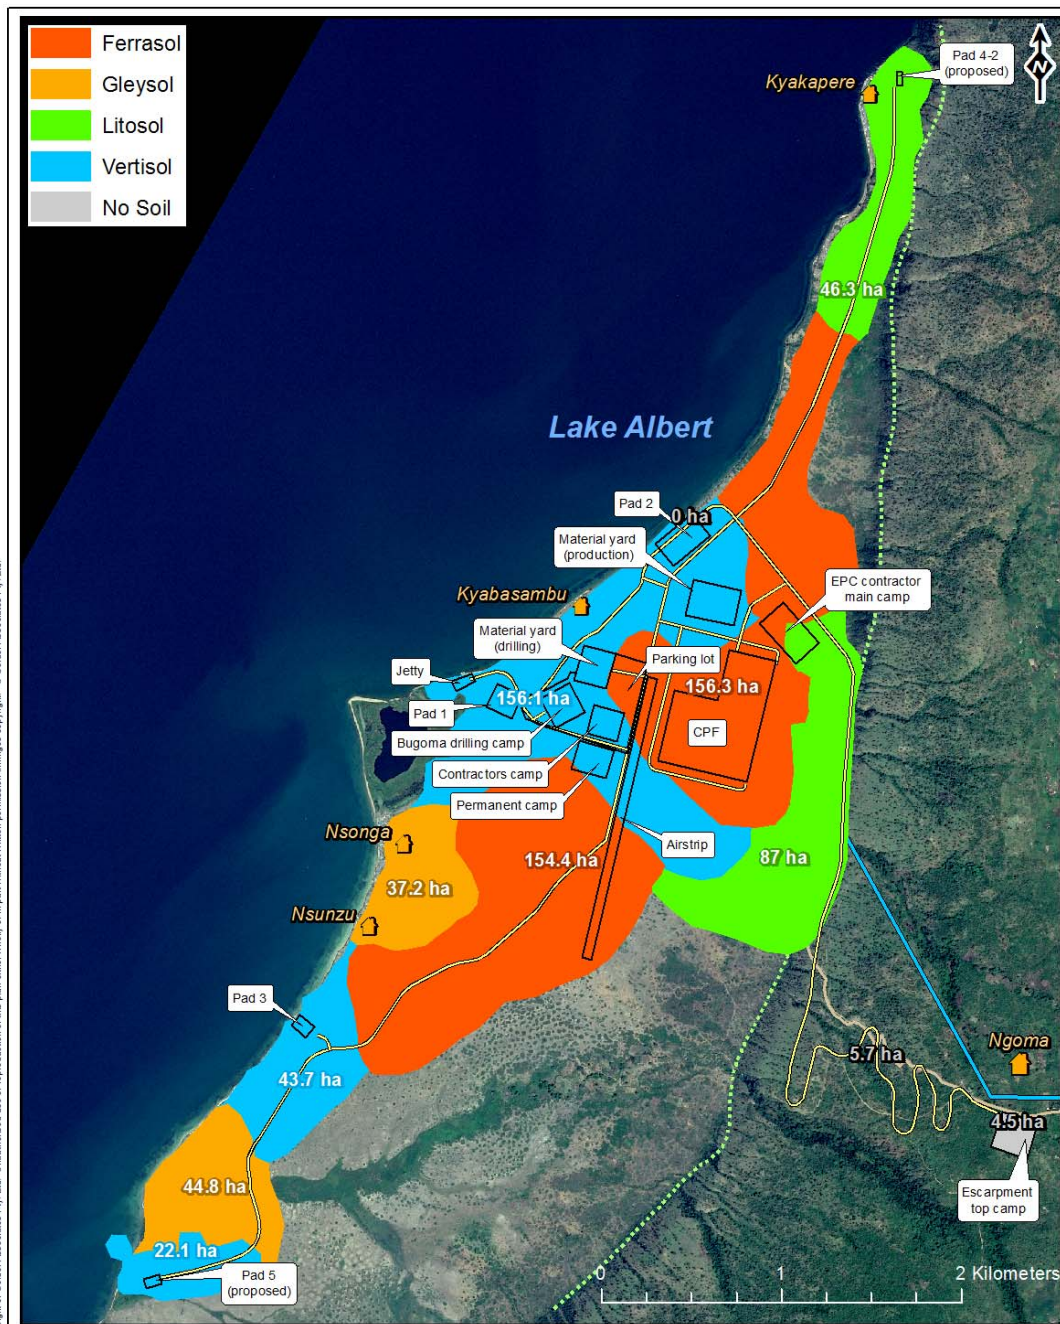 Ferrasol
Gleysol
Litosol
Vertisol
No Soil
N
Pad 4-2
(proposed)
Kyakapere
46.3 ha
Lake Albert
Pad 2
0 ha
Material yard
(production)
EPC contractor
main camp
Kyabasambu
Material yard
(drilling)
Parking lot
Jetty
156.1 ha
156.3 ha
Pad 1
CPF
Bugoma drilling camp
Contractors camp
Permanent camp
Nsonga
Airstrip
154.4 ha
87 ha
37.2 ha
Nsunzu
Pad 3
5.7 ha
Ngoma
43.7 ha
4.5 ha
44.8 ha
Escarpment
top camp
22.1 ha
Pad 5
(proposed)
0 1 2 Kilometers